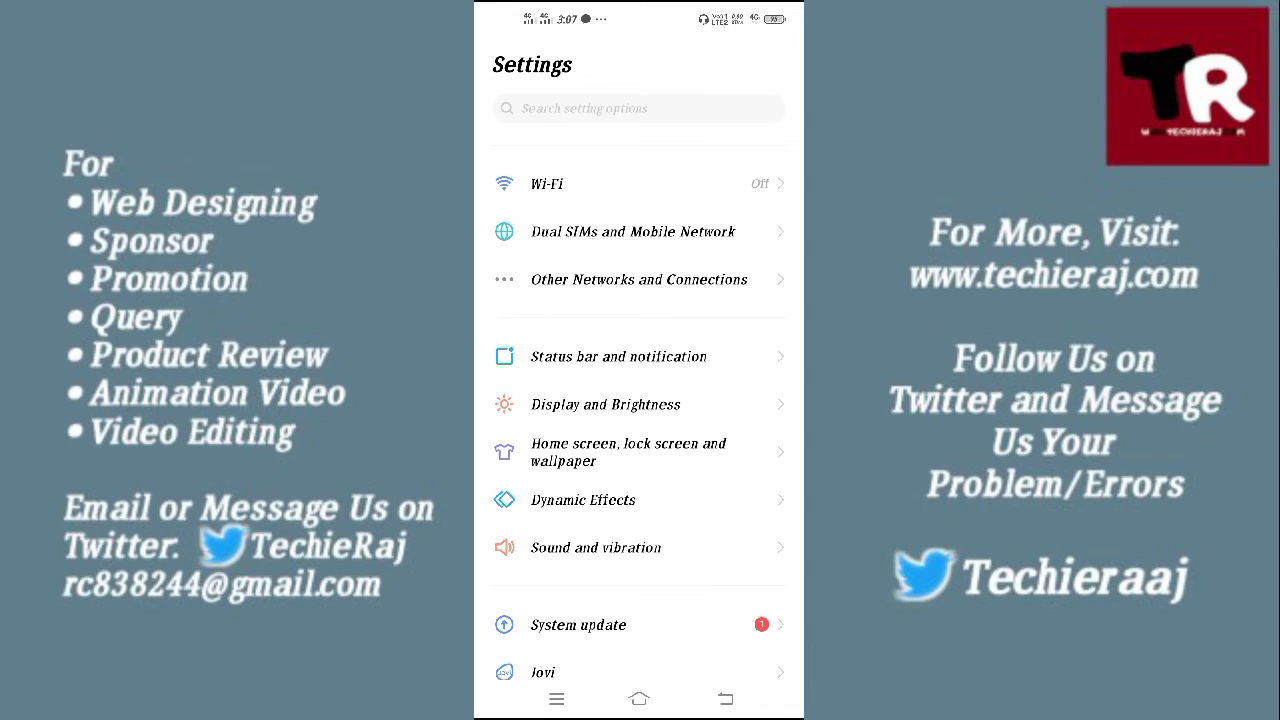 For
• Web Designing
• Sponsor
• Promotion
• Query
• Product Review
• Animation Video
• Video Editing
Email or Message Us on
Twitter. TechieRaj
rc838244@gmail.com
4G 4G 3:07
4G 93
Settings
Search setting options
Wi-Fi Off
Dual SIMs and Mobile Network
Other Networks and Connections
Status bar and notification
Display and Brightness
Home screen, lock screen and
wallpaper
Dynamic Effects
Sound and vibration
System update 1
Jovi
TR
For More, Visit:
www.techieraj.com
Follow Us on
Twitter and Message
Us Your
Problem/Errors
Techieraaj